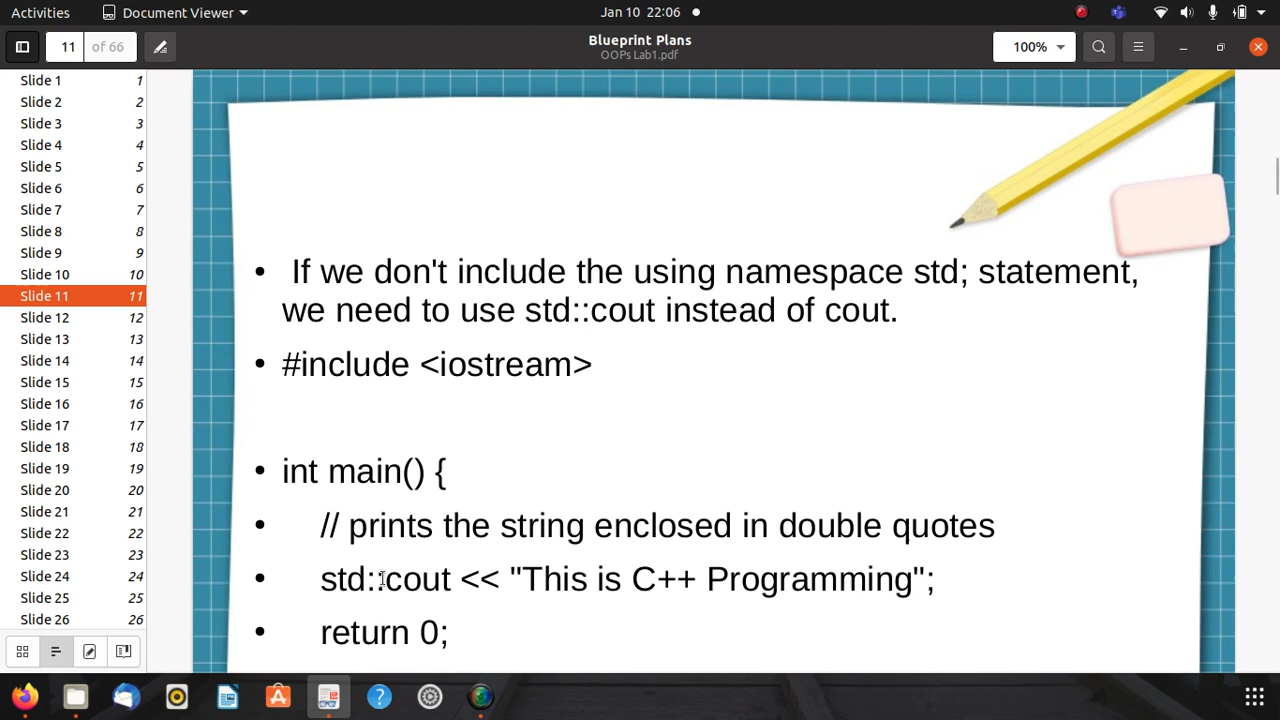 Activities Document Viewer Jan 10 22:06
11 of 66 Blueprint Plans 100%
OOPs Lab1.pdf
Slide 1 1
Slide 2 2
Slide 3 3
Slide 4 4
Slide 5 5
Slide 6 6
Slide 7 7
Slide 8 8
Slide 9 9
Slide 10 10
Slide 11 11
Slide 12 12
Slide 13 13
Slide 14 14
Slide 15 15
Slide 16 16
Slide 17 17
Slide 18 18
Slide 19 19
Slide 20 20
Slide 21 21
Slide 22 22
Slide 23 23
Slide 24 24
Slide 25 25
Slide 26 26
• If we don't include the using namespace std; statement,
we need to use std::cout instead of cout.
• #include <iostream>
• int main() {
• // prints the string enclosed in double quotes
• std::cout << "This is C++ Programming";
• return 0;